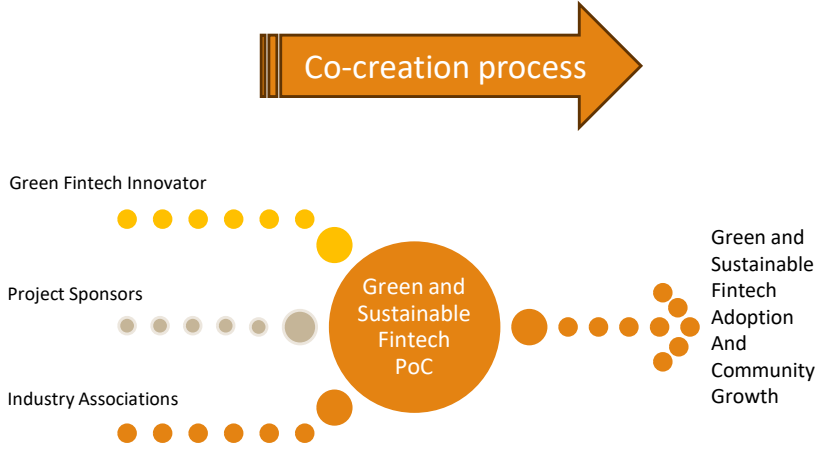 Co-creation process
Green Fintech Innovator
Project Sponsors
Industry Associations
Green and
Sustainable
Fintech
PoC
Green and
Sustainable
Fintech
Adoption
And
Community
Growth